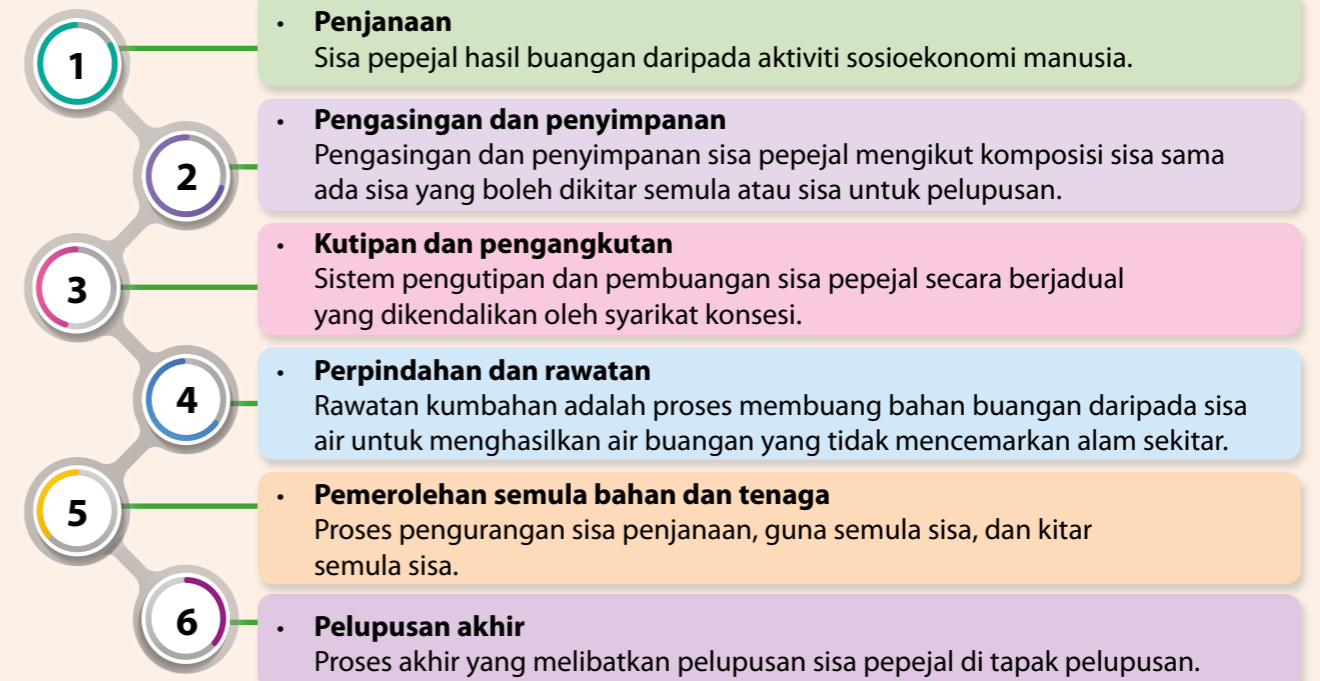 1
• Penjanaan
Sisa pepejal hasil buangan daripada aktiviti sosioekonomi manusia.
2
• Pengasingan dan penyimpanan
Pengasingan dan penyimpanan sisa pepejal mengikut komposisi sisa sama
ada sisa yang boleh dikitar semula atau sisa untuk pelupusan.
3
• Kutipan dan pengangkutan
Sistem pengutipan dan pembuangan sisa pepejal secara berjadual
yang dikendalikan oleh syarikat konsesi.
4
• Perpindahan dan rawatan
Rawatan kumbahan adalah proses membuang bahan buangan daripada sisa
air untuk menghasilkan air buangan yang tidak mencemarkan alam sekitar.
5
• Pemerolehan semula bahan dan tenaga
Proses pengurangan sisa penjanaan, guna semula sisa, dan kitar
semula sisa.
6
• Pelupusan akhir
Proses akhir yang melibatkan pelupusan sisa pepejal di tapak pelupusan.